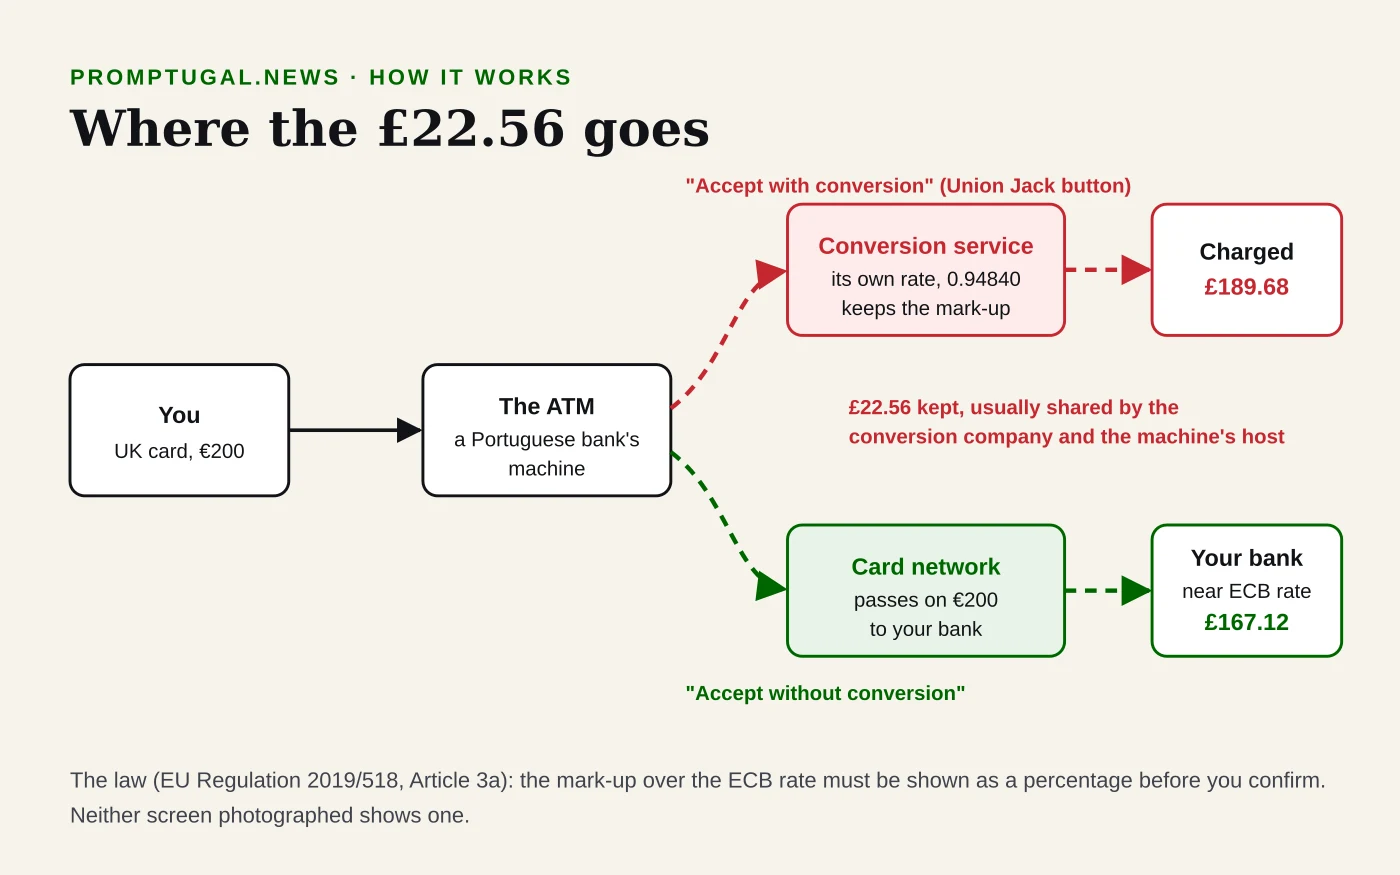 PROMPTUGAL.NEWS · HOW IT WORKS
Where the £22.56 goes
"Accept with conversion" (Union Jack button)
Conversion service
its own rate, 0.94840
keeps the mark-up
Charged
£189.68
You
UK card, €200
The ATM
a Portuguese bank's
machine
£22.56 kept, usually shared by the
conversion company and the machine's host
Card network
passes on €200
to your bank
Your bank
near ECB rate
£167.12
"Accept without conversion"
The law (EU Regulation 2019/518, Article 3a): the mark-up over the ECB rate must be shown as a percentage before you confirm.
Neither screen photographed shows one.